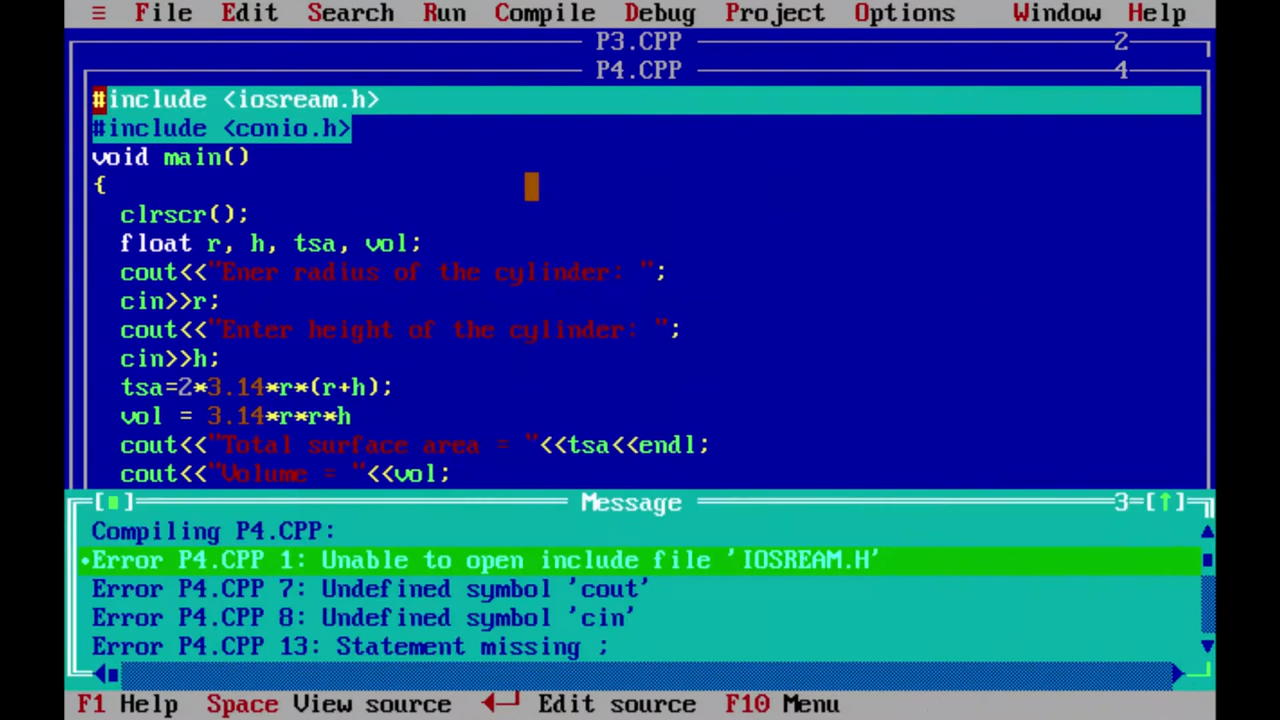 ≡ File Edit Search Run Compile Debug Project Options Window Help
P3.CPP 2
P4.CPP 4
#include <iosream.h>
#include <conio.h>
void main()
{
clrscr();
float r, h, tsa, vol;
cout<<"Ener radius of the cylinder: ";
cin>>r;
cout<<"Enter height of the cylinder: ";
cin>>h;
tsa=2*3.14*r*(r+h);
vol = 3.14*r*r*h
cout<<"Total surface area = "<<tsa<<endl;
cout<<"Volume = "<<vol;
[■] Message 3=[↑]
Compiling P4.CPP:
•Error P4.CPP 1: Unable to open include file 'IOSREAM.H'
Error P4.CPP 7: Undefined symbol 'cout'
Error P4.CPP 8: Undefined symbol 'cin'
Error P4.CPP 13: Statement missing ;
F1 Help Space View source ◄┘ Edit source F10 Menu